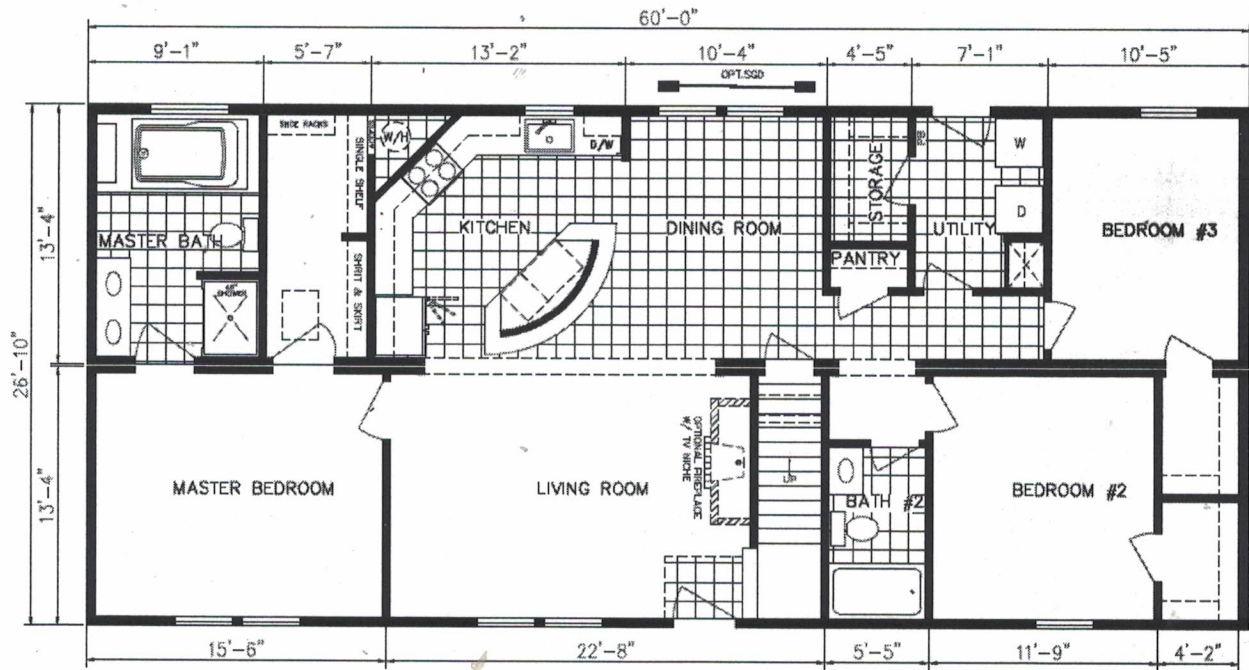 60'-0"
9'-1" 5'-7" 13'-2" 10'-4" 4'-5" 7'-1" 10'-5"
OPT.SGD
SHOE RACKS
W/H
D/W
W
SINGLE SHELF
STORAGE
D
13'-4"
MASTER BATH
KITCHEN
DINING ROOM
UTILITY
BEDROOM #3
PANTRY
SHRIT & SKIRT
48"
SHOWER
26'-10"
OPTIONAL FIREPLACE
W/ TV NICHE
UP
13'-4"
MASTER BEDROOM
LIVING ROOM
BATH #2
BEDROOM #2
15'-6" 22'-8" 5'-5" 11'-9" 4'-2"